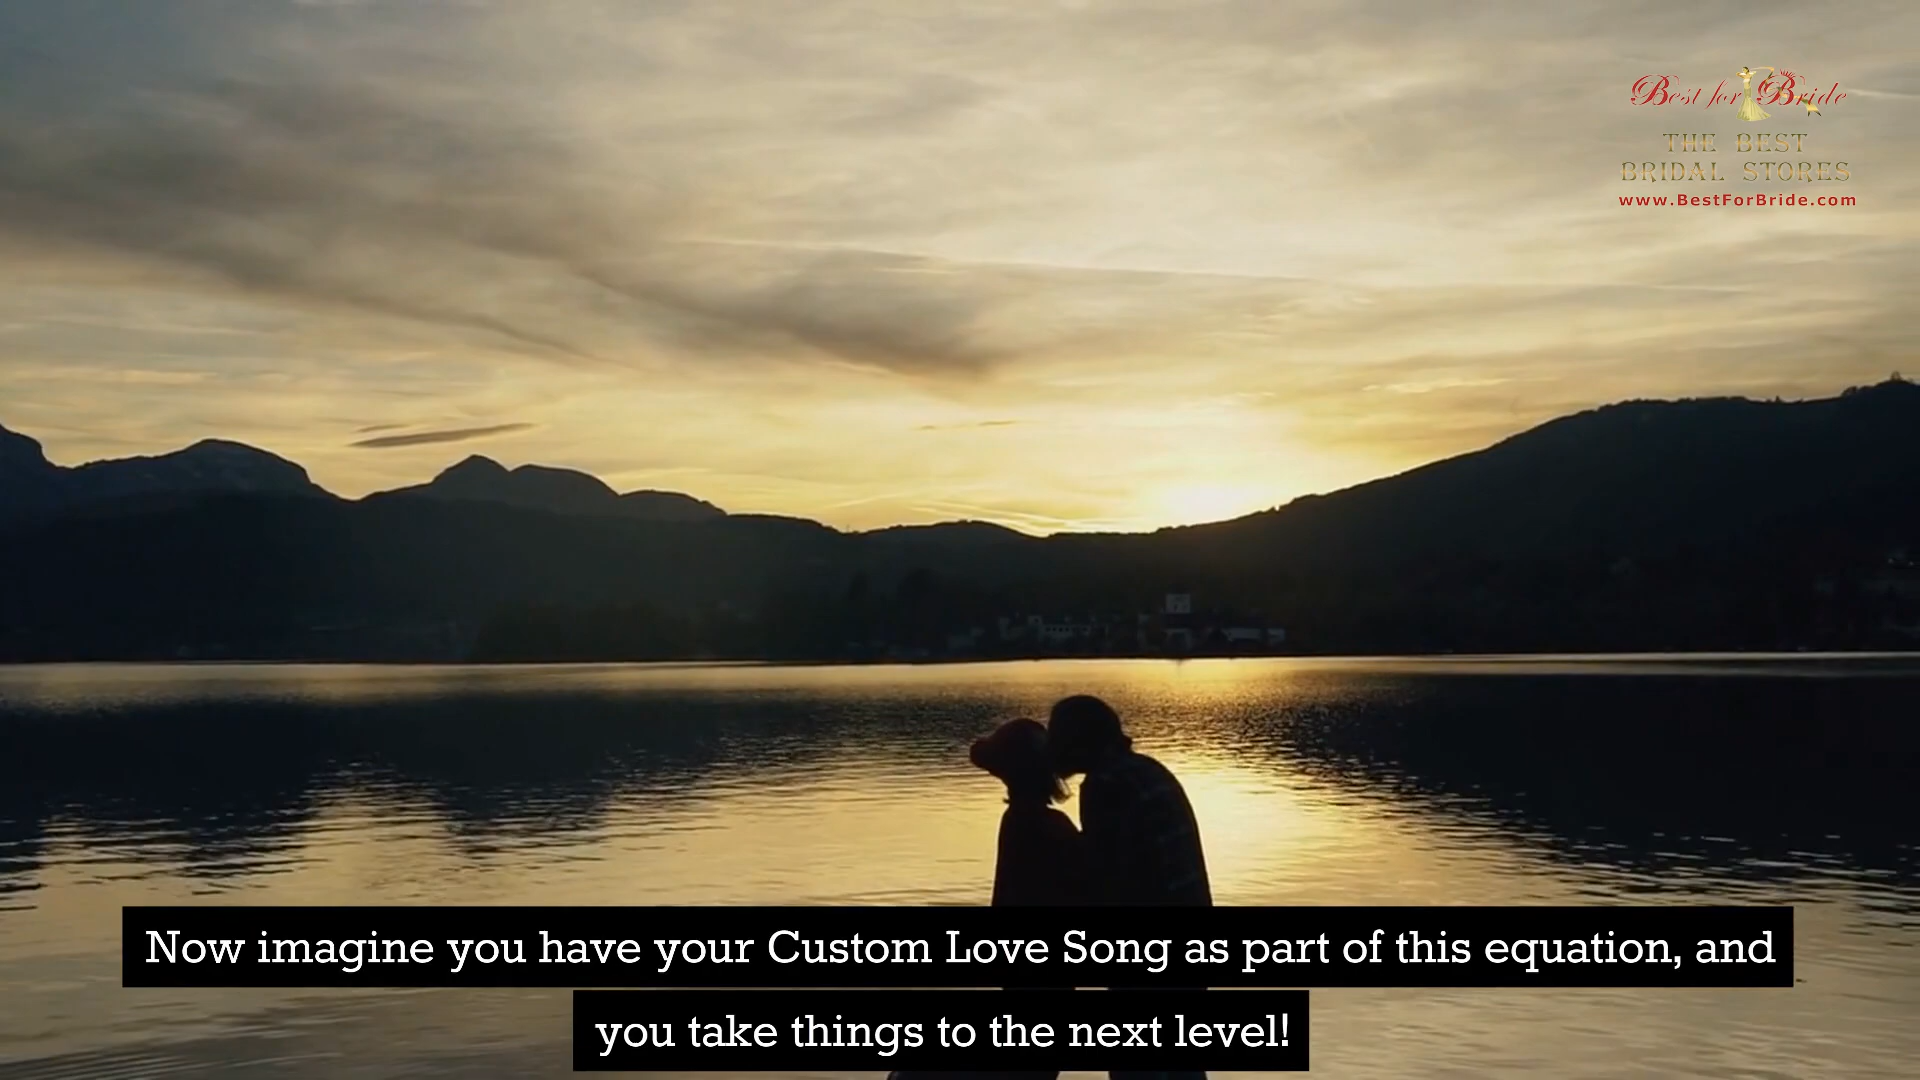 Best for Bride
THE BEST
BRIDAL STORES
www.BestForBride.com
Now imagine you have your Custom Love Song as part of this equation, and
you take things to the next level!